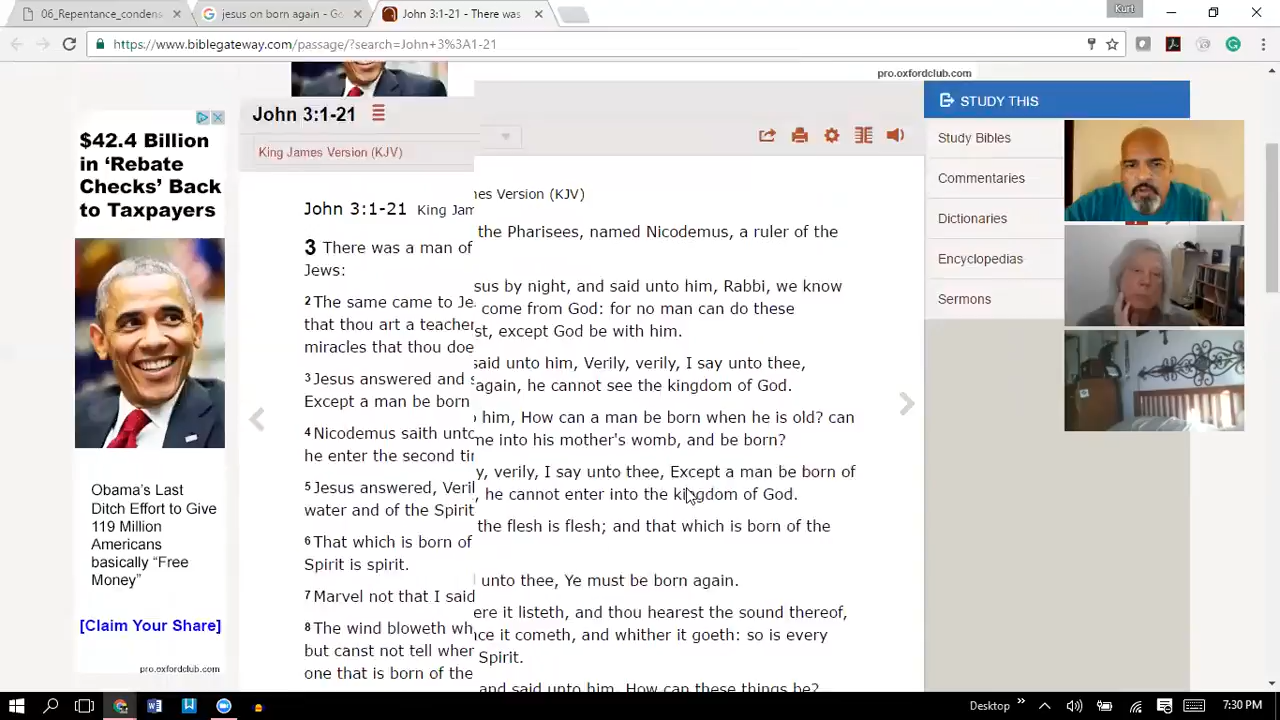 06_Repentance_condens
jesus on born again - Go
John 3:1-21 - There was
Kurt
https://www.biblegateway.com/passage/?search=John+3%3A1-21
pro.oxfordclub.com
$42.4 Billion
in ‘Rebate
Checks’ Back
to Taxpayers
Obama’s Last
Ditch Effort to Give
119 Million
Americans
basically “Free
Money”
[Claim Your Share]
pro.oxfordclub.com
John 3:1-21
King James Version (KJV)
es Version (KJV)
John 3:1-21 King Jam
3 There was a man of
the Pharisees, named Nicodemus, a ruler of the
Jews:
sus by night, and said unto him, Rabbi, we know
2 The same came to Je
come from God: for no man can do these
that thou art a teacher
st, except God be with him.
miracles that thou doe
said unto him, Verily, verily, I say unto thee,
3 Jesus answered and s
again, he cannot see the kingdom of God.
Except a man be born
him, How can a man be born when he is old? can
4 Nicodemus saith unto
me into his mother's womb, and be born?
he enter the second tir
y, verily, I say unto thee, Except a man be born of
5 Jesus answered, Veril
, he cannot enter into the kingdom of God.
water and of the Spirit
the flesh is flesh; and that which is born of the
6 That which is born of
Spirit is spirit.
unto thee, Ye must be born again.
7 Marvel not that I said
ere it listeth, and thou hearest the sound thereof,
8 The wind bloweth wh
nce it cometh, and whither it goeth: so is every
but canst not tell wher
Spirit.
one that is born of the
and said unto him, How can these things be?
STUDY THIS
Study Bibles
Commentaries
Dictionaries
Encyclopedias
Sermons
Desktop
7:30 PM